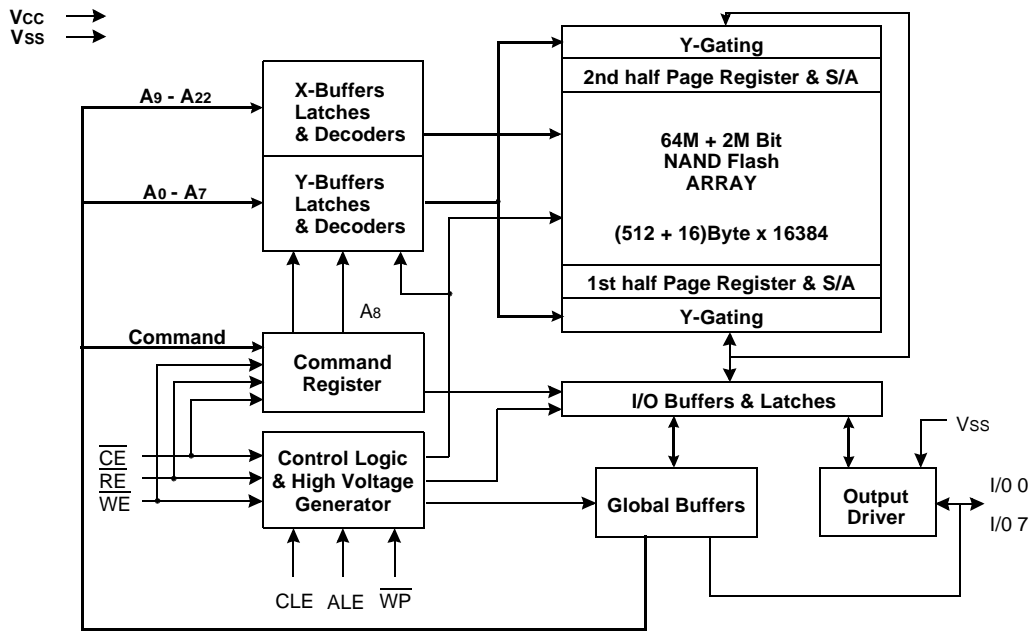 VCC
VSS
A9 - A22
X-Buffers
Latches
& Decoders
A0 - A7
Y-Buffers
Latches
& Decoders
Y-Gating
2nd half Page Register & S/A
64M + 2M Bit
NAND Flash
ARRAY
(512 + 16)Byte x 16384
1st half Page Register & S/A
Y-Gating
A8
Command
Command
Register
I/O Buffers & Latches
CE
RE
WE
Control Logic
& High Voltage
Generator
Global Buffers
Output
Driver
VSS
I/0 0
I/0 7
CLE
ALE
WP